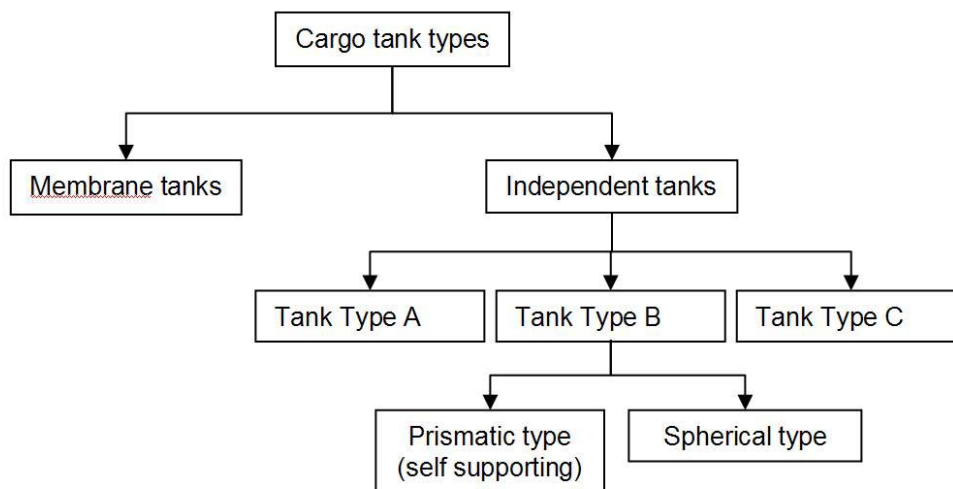 Cargo tank types
Membrane tanks
Independent tanks
Tank Type A
Tank Type B
Tank Type C
Prismatic type
(self supporting)
Spherical type